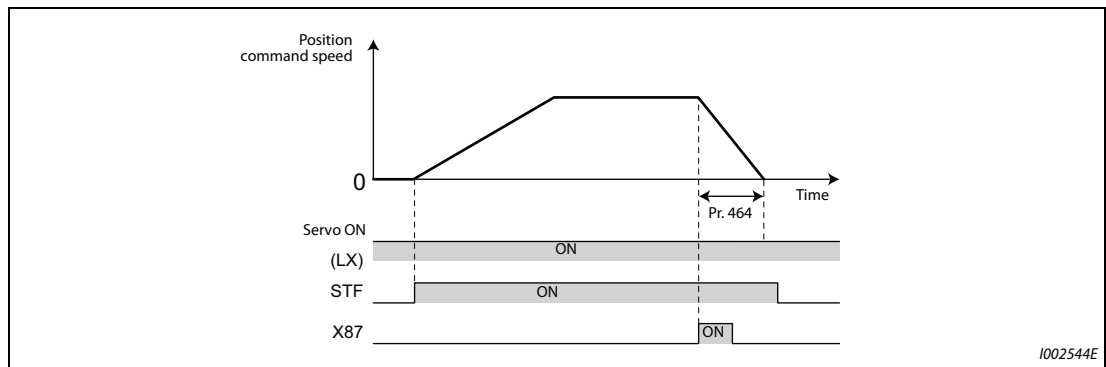 Position
command speed
0
Time
Pr. 464
Servo ON
(LX)
ON
STF
ON
X87
ON
I002544E